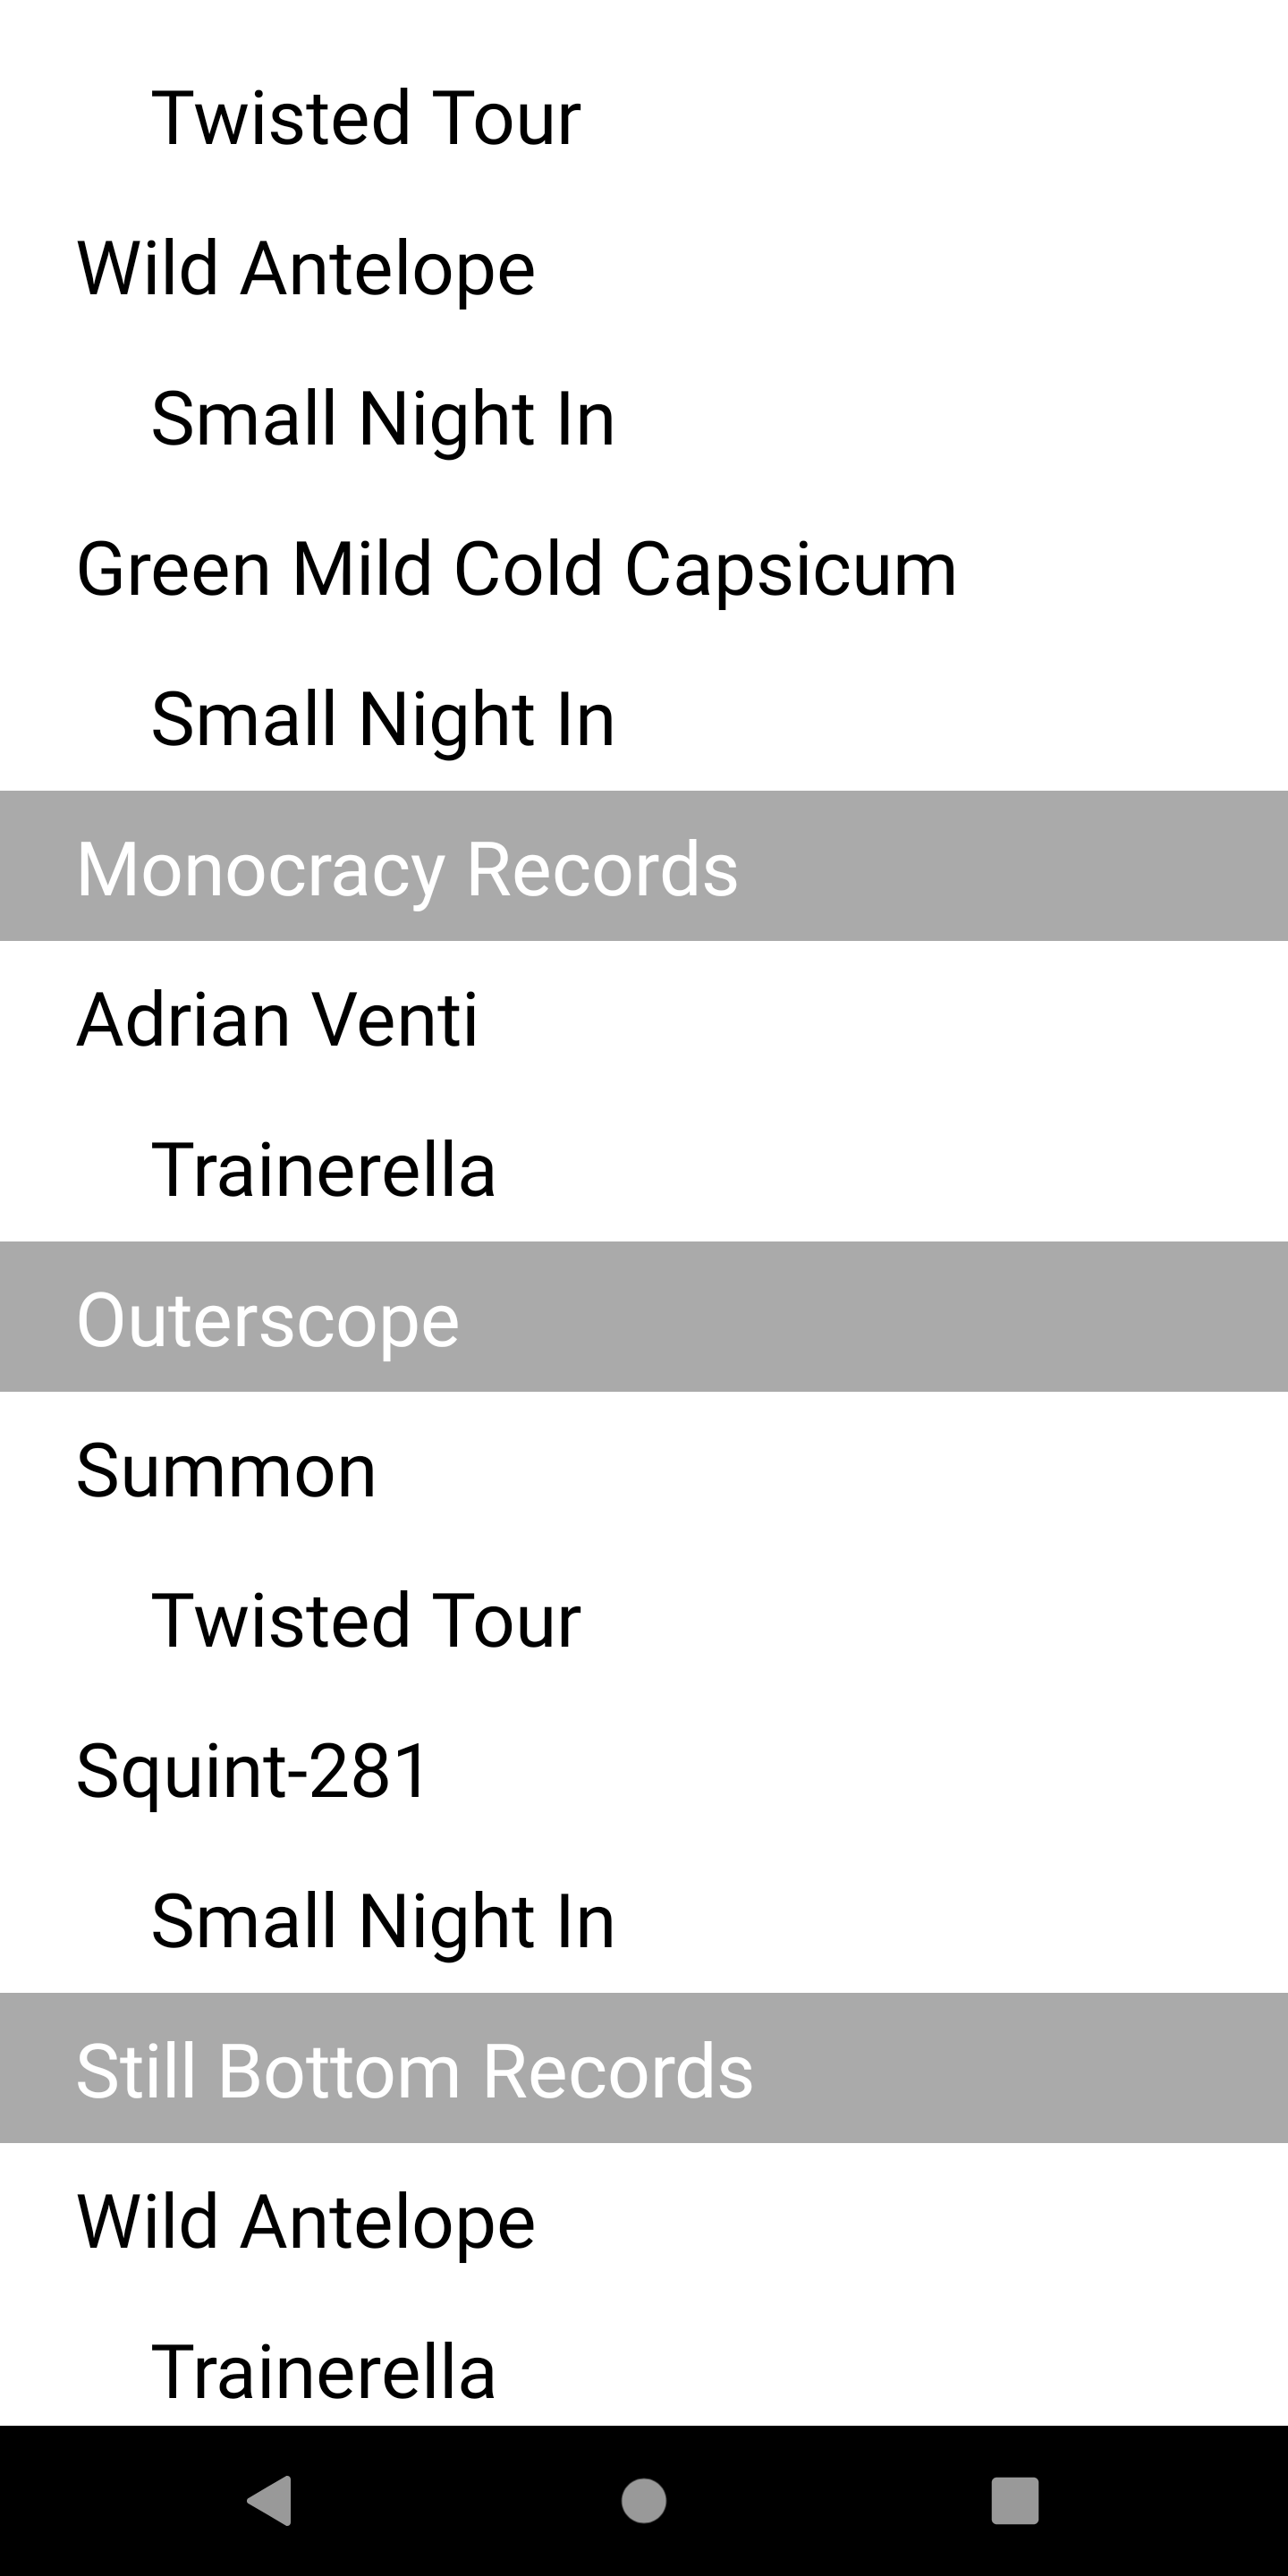 Twisted Tour
Wild Antelope
Small Night In
Green Mild Cold Capsicum
Small Night In
Monocracy Records
Adrian Venti
Trainerella
Outerscope
Summon
Twisted Tour
Squint-281
Small Night In
Still Bottom Records
Wild Antelope
Trainerella